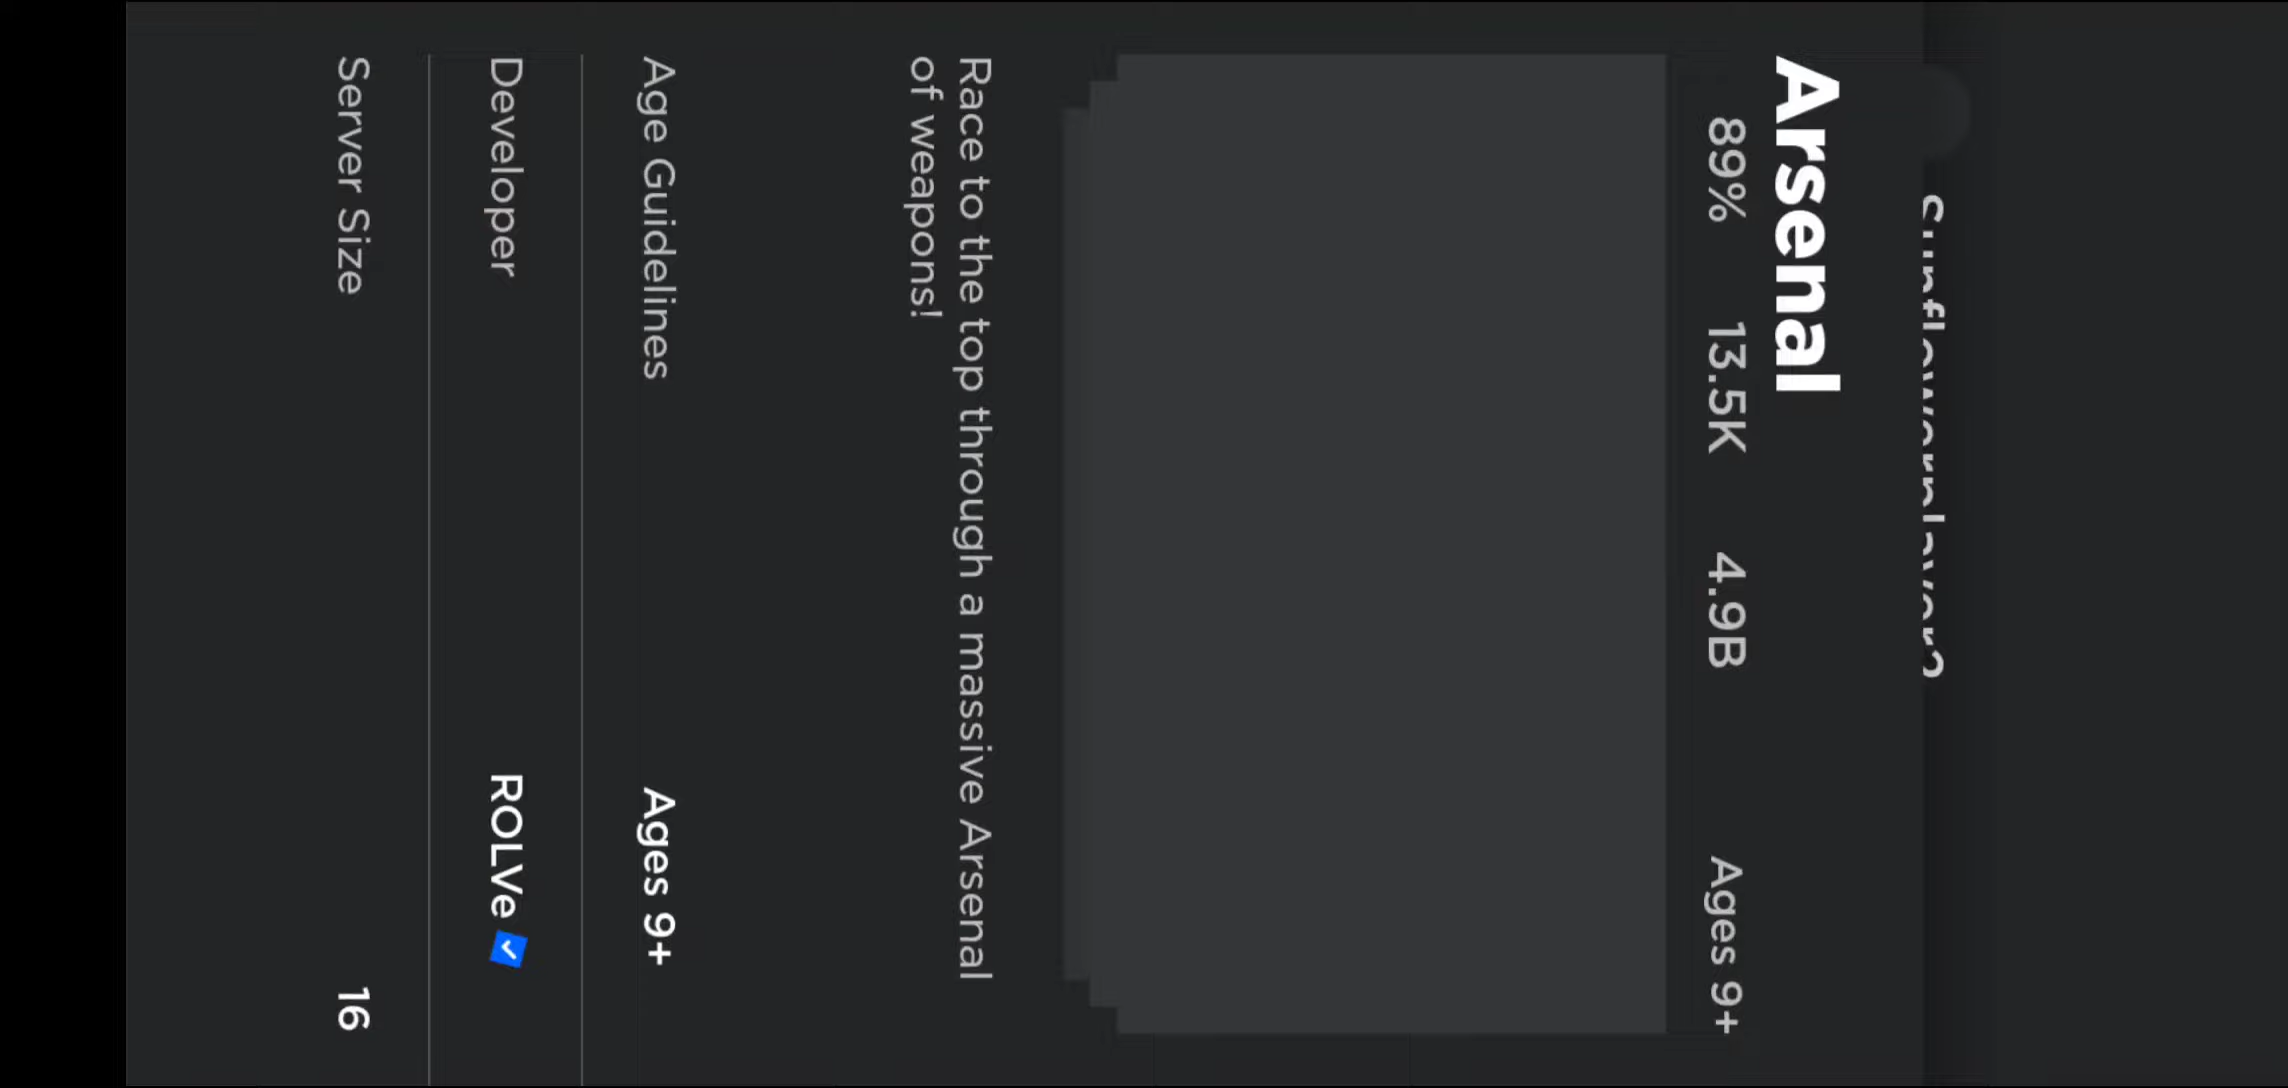 Arsenal
89% 13.5K 4.9B Ages 9+
Race to the top through a massive Arsenal
of weapons!
Age Guidelines Ages 9+
Developer ROLVe
Server Size 16